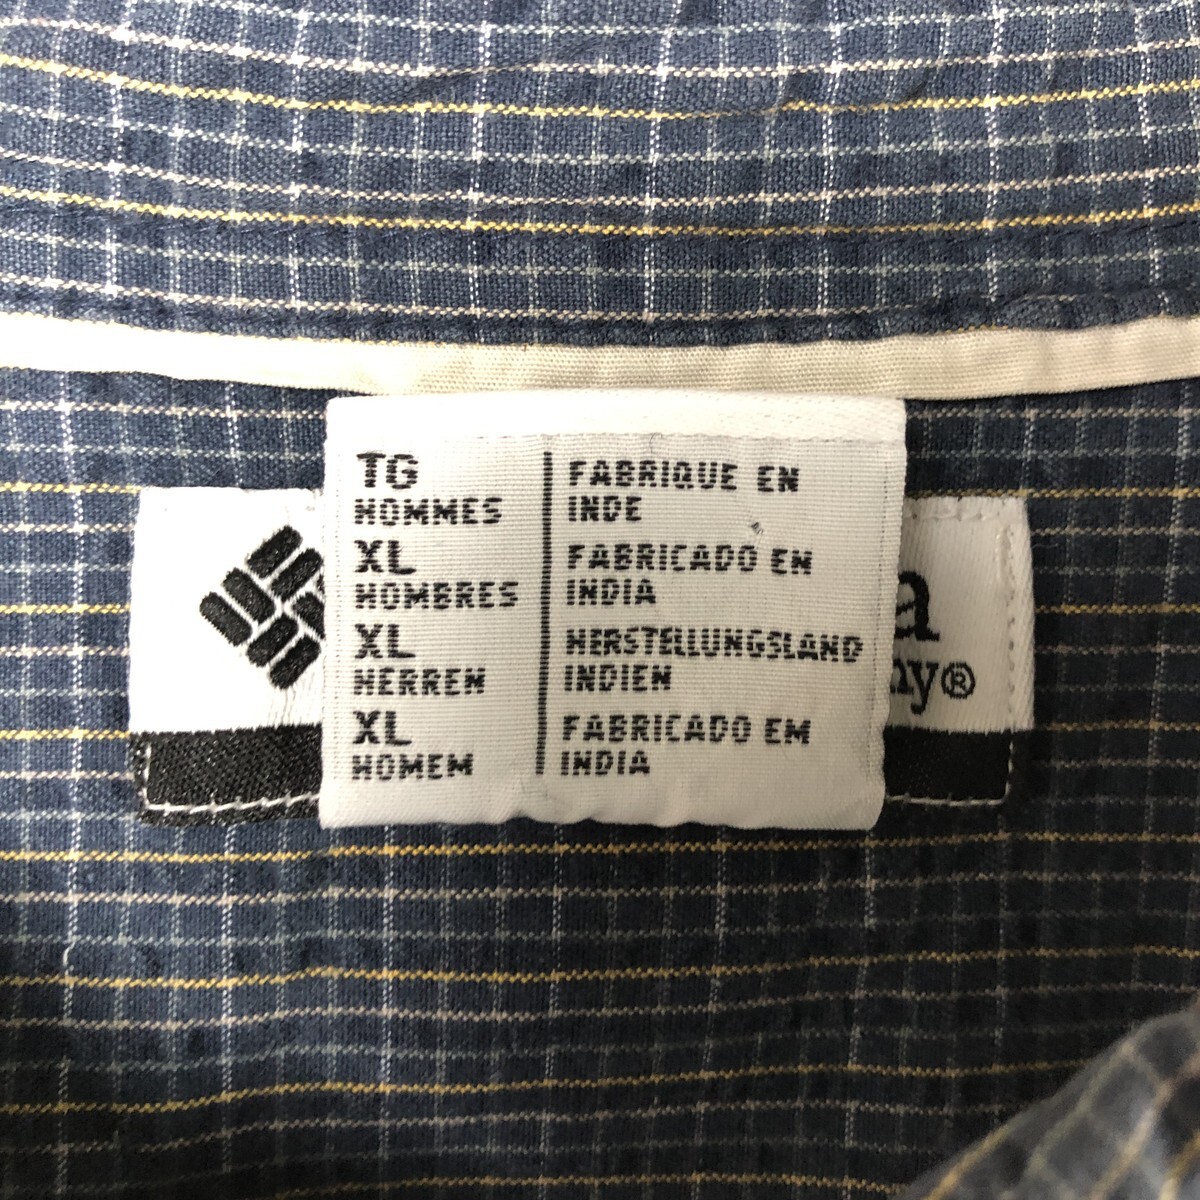 TG
HOMMES
XL
HOMBRES
XL
HERREN
XL
HOMEM
FABRIQUE EN
INDE
FABRICADO EN
INDIA
HERSTELLUNGSLAND
INDIEN
FABRICADO EM
INDIA
a
ny®